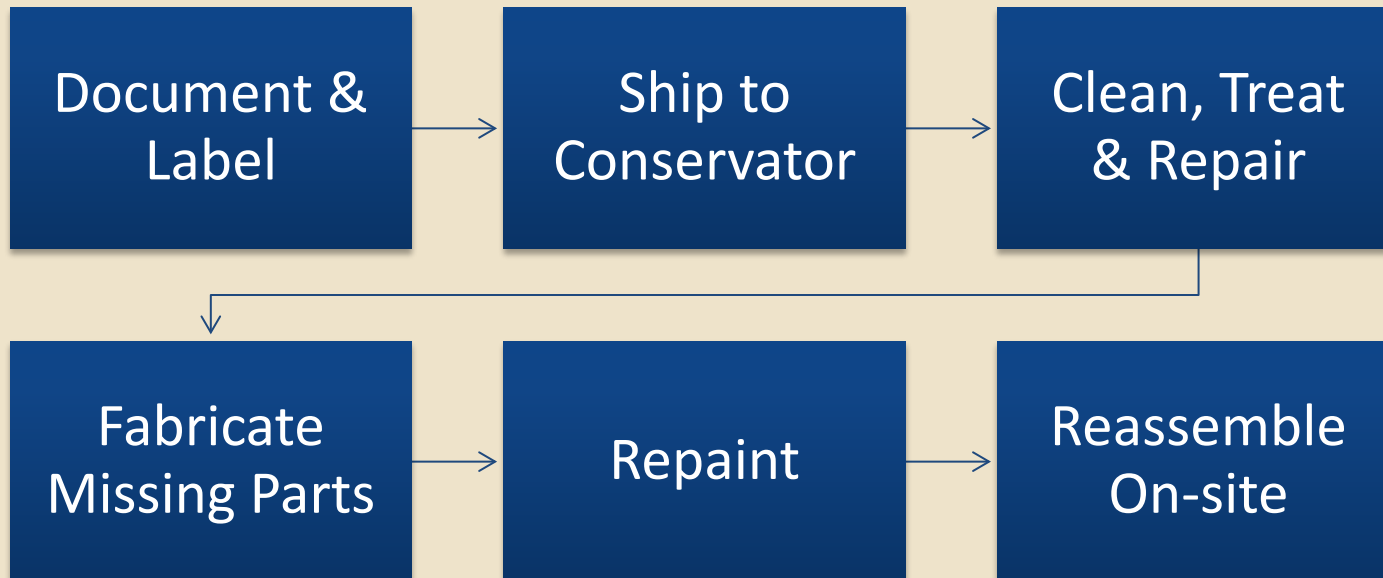 Document &
Label
Ship to
Conservator
Clean, Treat
& Repair
Fabricate
Missing Parts
Repaint
Reassemble
On-site